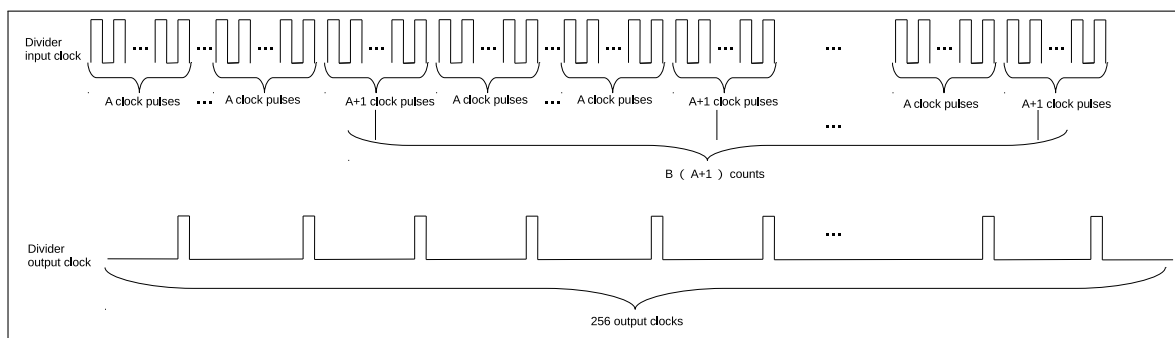 Divider
input clock
... ... ... ... ... ... ... ... ... ... ...
A clock pulses ... A clock pulses A+1 clock pulses A clock pulses ... A clock pulses A+1 clock pulses A clock pulses A+1 clock pulses
...
B ( A+1 ) counts
Divider
output clock
...
256 output clocks